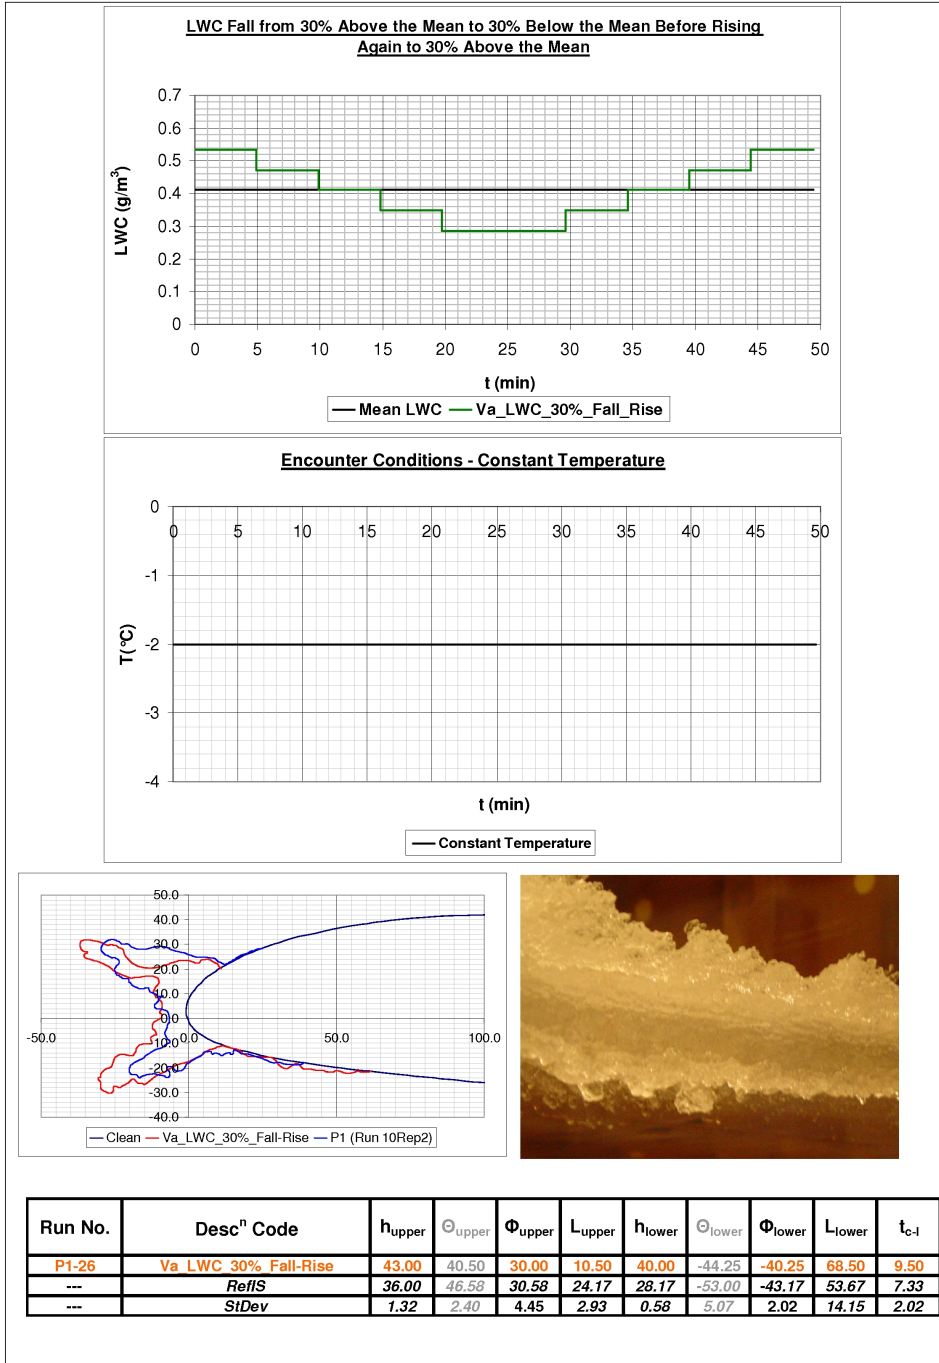 LWC Fall from 30% Above the Mean to 30% Below the Mean Before Rising
Again to 30% Above the Mean
0.7
0.6
0.5
0.4
0.3
0.2
0.1
0
LWC (g/m³)
0 5 10 15 20 25 30 35 40 45 50
t (min)
Mean LWC Va_LWC_30%_Fall_Rise
Encounter Conditions - Constant Temperature
0
0 5 10 15 20 25 30 35 40 45 50
-1
-2
-3
-4
T(°C)
t (min)
Constant Temperature
50.0
40.0
30.0
20.0
10.0
0.0
-50.0 0.0 50.0 100.0
-10.0
-20.0
-30.0
-40.0
Clean Va_LWC_30%_Fall-Rise P1 (Run 10Rep2)
Run No. Descⁿ Code h_upper Θ_upper Φ_upper L_upper h_lower Θ_lower Φ_lower L_lower t_c-l
P1-26 Va_LWC_30%_Fall-Rise 43.00 40.50 30.00 10.50 40.00 -44.25 -40.25 68.50 9.50
--- RefIS 36.00 46.58 30.58 24.17 28.17 -53.00 -43.17 53.67 7.33
--- StDev 1.32 2.40 4.45 2.93 0.58 5.07 2.02 14.15 2.02